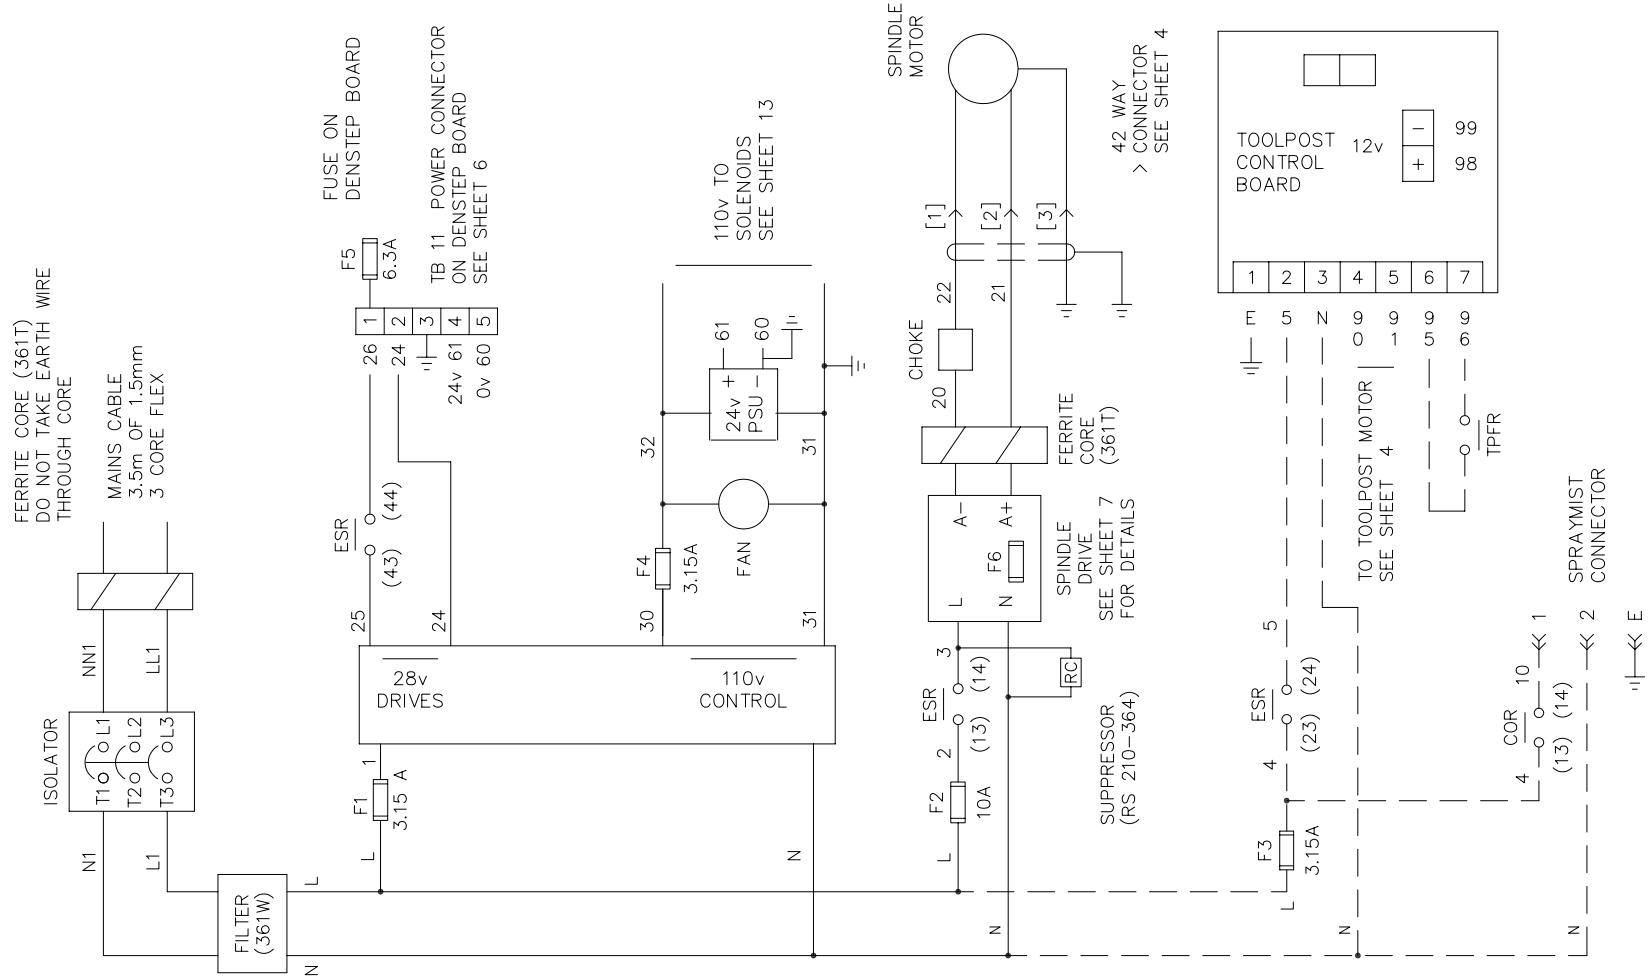 FERRITE CORE (361T)
DO NOT TAKE EARTH WIRE
THROUGH CORE
MAINS CABLE
3.5m OF 1.5mm
3 CORE FLEX
NN1
LL1
ISOLATOR
T1 L1
T2 L2
T3 L3
N1
L1
FILTER
(361W)
L
N
FUSE ON
DENSTEP BOARD
F5
6.3A
TB 11 POWER CONNECTOR
ON DENSTEP BOARD
SEE SHEET 6
1
2
3
4
5
26
24
24v 61
0v 60
ESR
(43) (44)
25
24
28v
DRIVES
110v
CONTROL
1
F1
3.15 A
L
N
110v TO
SOLENOIDS
SEE SHEET 13
32
31
24v +
PSU -
61
60
FAN
F4
3.15A
30
31
SPINDLE
MOTOR
[1]
[2]
[3]
42 WAY
> CONNECTOR
SEE SHEET 4
22
21
CHOKE
20
FERRITE
CORE
(361T)
A-
A+
F6
L
N
SPINDLE
DRIVE
SEE SHEET 7
FOR DETAILS
3
ESR
(13) (14)
RC
2
F2
10A
L
N
SUPPRESSOR
(RS 210-364)
TOOLPOST
CONTROL
BOARD
12v
-
+
99
98
1
2
3
4
5
6
7
E
5
N
90
91
95
96
TO TOOLPOST MOTOR
SEE SHEET 4
TPFR
5
ESR
(23) (24)
4
F3
3.15A
L
N
SPRAYMIST
CONNECTOR
1
2
E
10
COR
(13) (14)
4
N